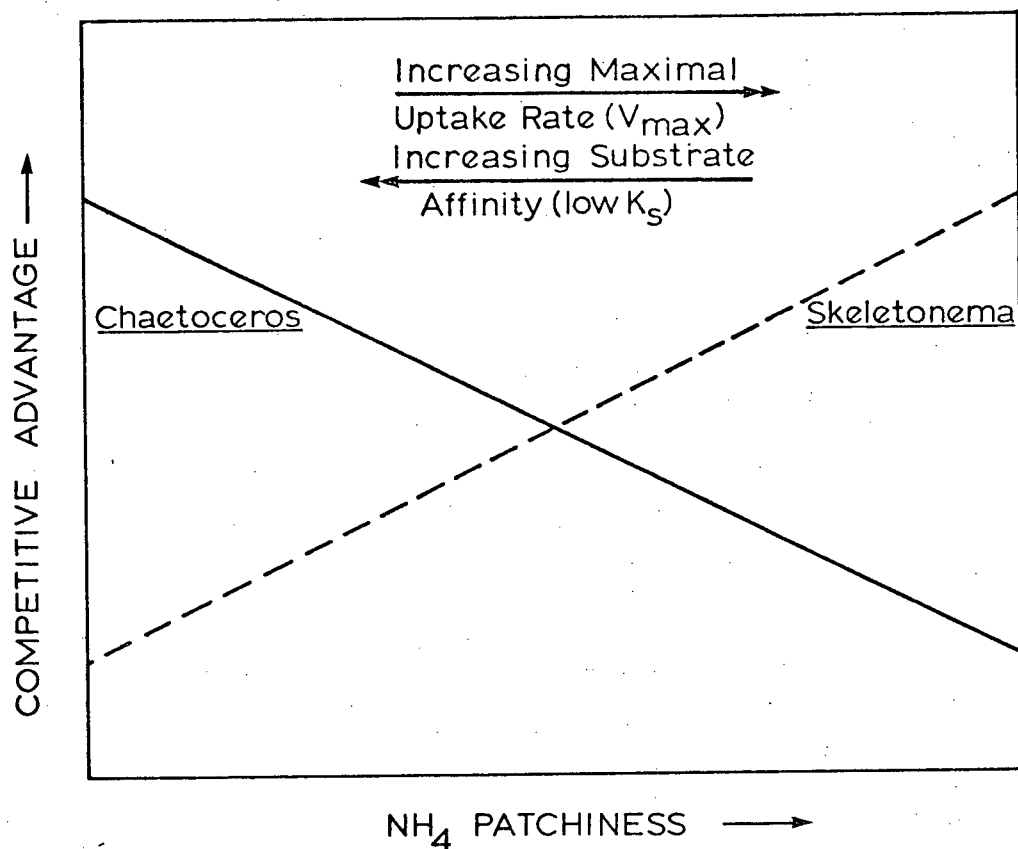 Increasing Maximal
Uptake Rate (Vmax)
Increasing Substrate
Affinity (low Ks)
Chaetoceros
Skeletonema
COMPETITIVE ADVANTAGE
NH4 PATCHINESS